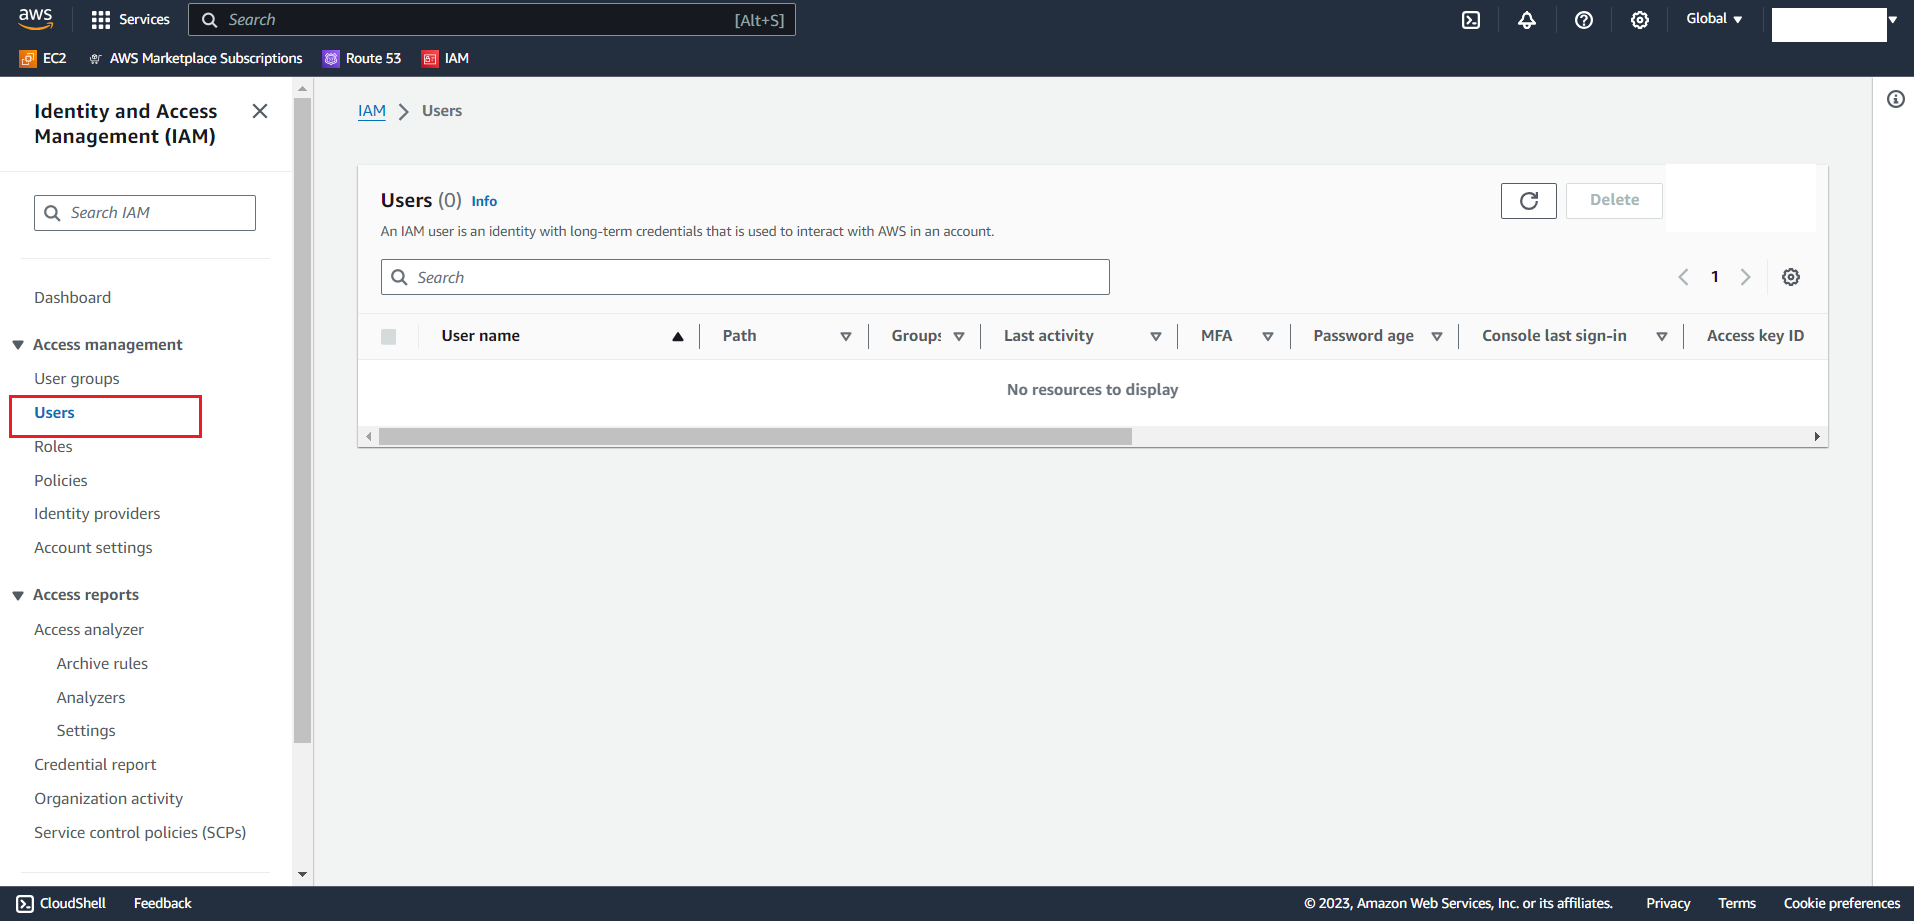 aws Services Search [Alt+S] Global
EC2 AWS Marketplace Subscriptions Route 53 IAM
Identity and Access
Management (IAM)
Search IAM
Dashboard
Access management
User groups
Users
Roles
Policies
Identity providers
Account settings
Access reports
Access analyzer
Archive rules
Analyzers
Settings
Credential report
Organization activity
Service control policies (SCPs)
IAM Users
Users (0) Info
Delete
An IAM user is an identity with long-term credentials that is used to interact with AWS in an account.
Search
1
User name Path Groups Last activity MFA Password age Console last sign-in Access key ID
No resources to display
CloudShell Feedback © 2023, Amazon Web Services, Inc. or its affiliates. Privacy Terms Cookie preferences